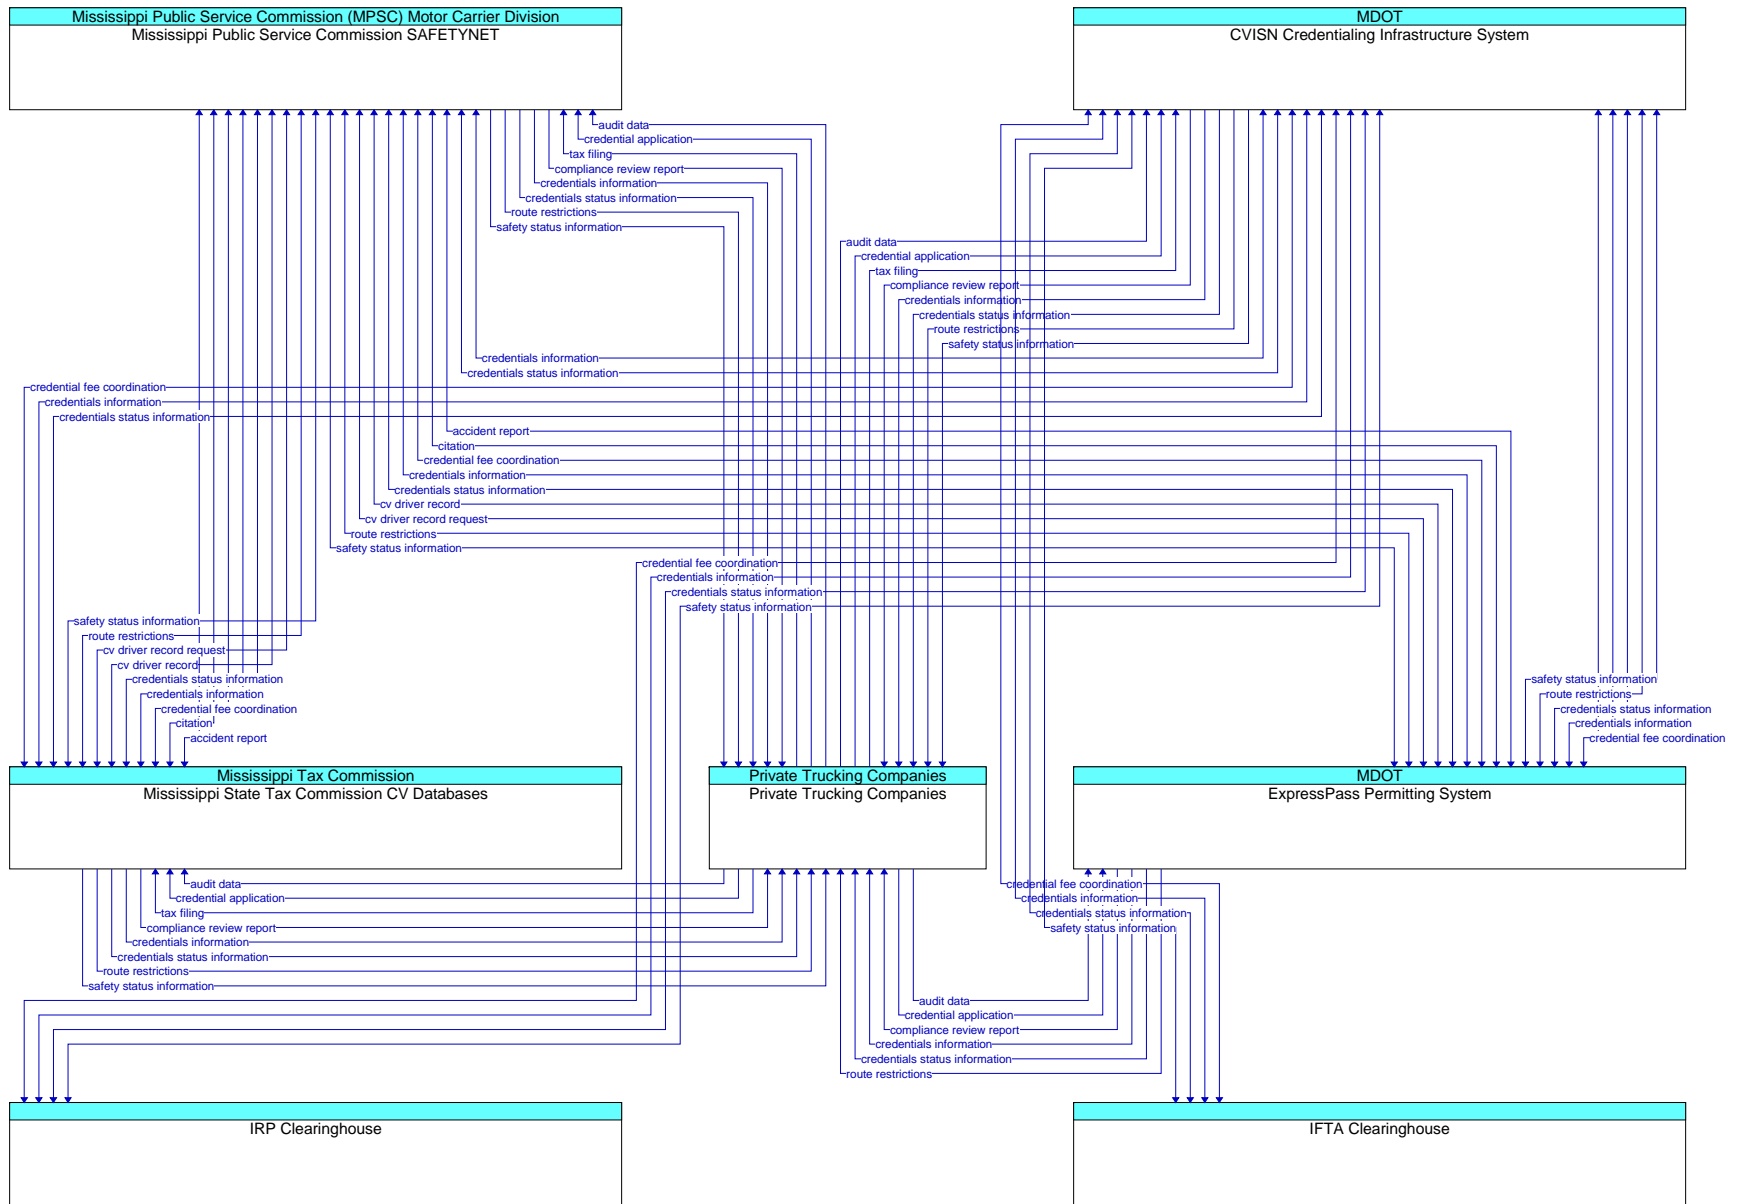 Mississippi Public Service Commission (MPSC) Motor Carrier Division
Mississippi Public Service Commission SAFETYNET
MDOT
CVISN Credentialing Infrastructure System
audit data
credential application
tax filing
compliance review report
credentials information
credentials status information
route restrictions
safety status information
audit data
credential application
tax filing
compliance review report
credentials information
credentials status information
route restrictions
safety status information
credentials information
credentials status information
credential fee coordination
credentials information
credentials status information
accident report
citation
credential fee coordination
credentials information
credentials status information
cv driver record
cv driver record request
route restrictions
safety status information
credential fee coordination
credentials information
credentials status information
safety status information
safety status information
route restrictions
cv driver record request
cv driver record
credentials status information
credentials information
credential fee coordination
citation
accident report
safety status information
route restrictions
credentials status information
credentials information
credential fee coordination
Mississippi Tax Commission
Mississippi State Tax Commission CV Databases
Private Trucking Companies
Private Trucking Companies
MDOT
ExpressPass Permitting System
audit data
credential application
tax filing
compliance review report
credentials information
credentials status information
route restrictions
safety status information
credential fee coordination
credentials information
credentials status information
safety status information
audit data
credential application
compliance review report
credentials information
credentials status information
route restrictions
IRP Clearinghouse
IFTA Clearinghouse